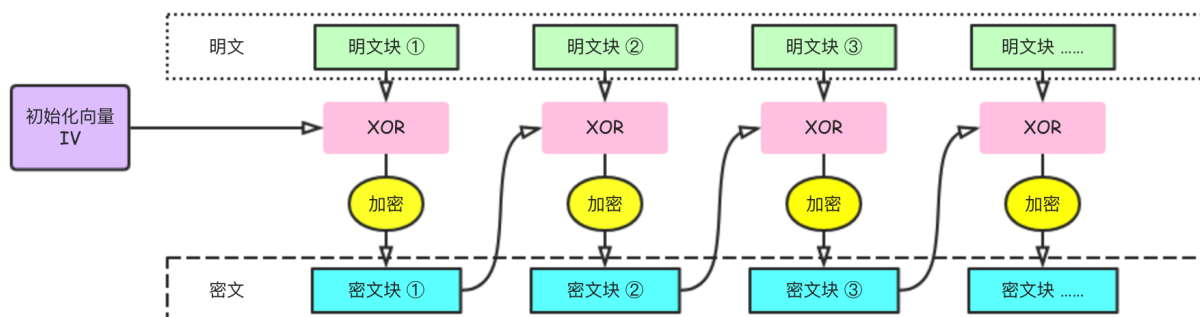 明文
明文块 ①
明文块 ②
明文块 ③
明文块 ......
初始化向量
IV
XOR
XOR
XOR
XOR
加密
加密
加密
加密
密文
密文块 ①
密文块 ②
密文块 ③
密文块 ......